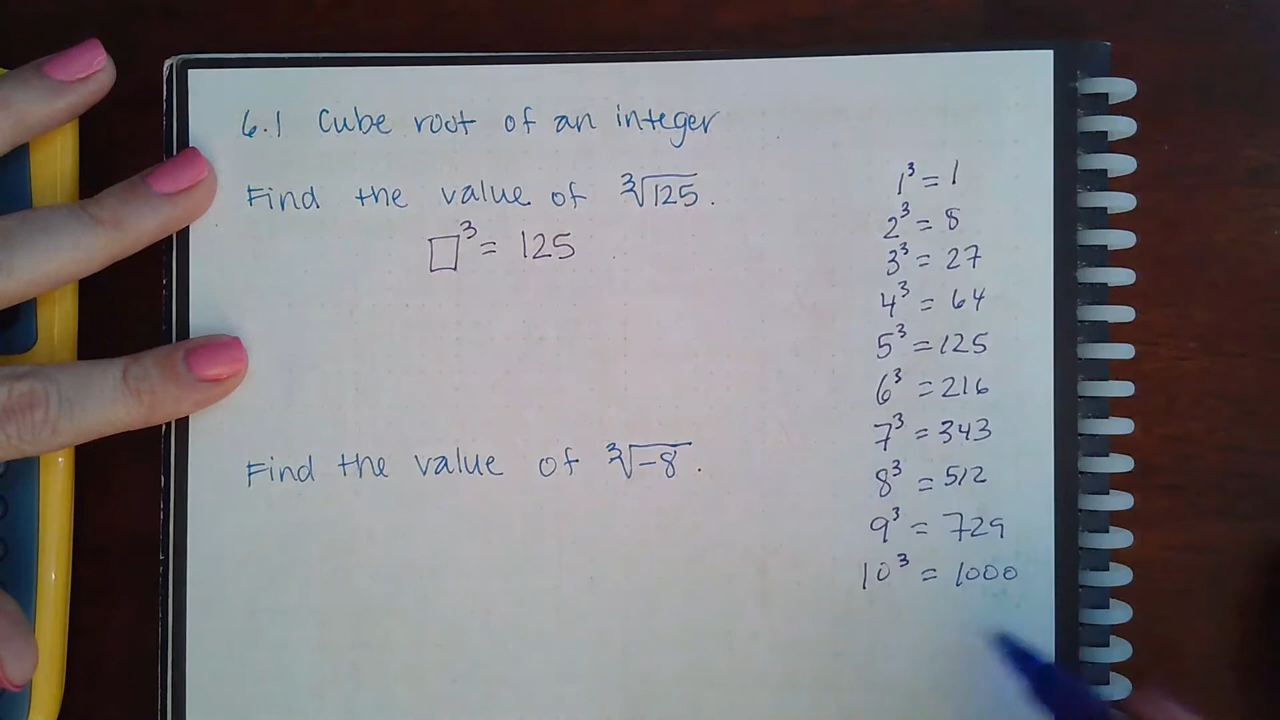 6.1 Cube root of an integer
Find the value of ∛125.
□³ = 125
Find the value of ∛-8.
1³ = 1
2³ = 8
3³ = 27
4³ = 64
5³ = 125
6³ = 216
7³ = 343
8³ = 512
9³ = 729
10³ = 1000